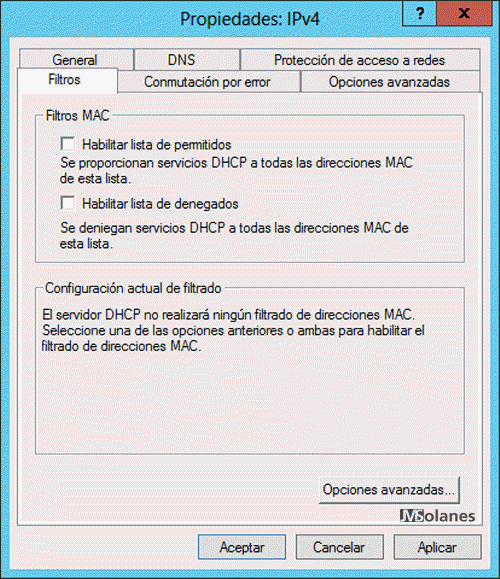 Propiedades: IPv4
?
x
General
DNS
Protección de acceso a redes
Filtros
Conmutación por error
Opciones avanzadas
Filtros MAC
Habilitar lista de permitidos
Se proporcionan servicios DHCP a todas las direcciones MAC
de esta lista.
Habilitar lista de denegados
Se deniegan servicios DHCP a todas las direcciones MAC de
esta lista.
Configuración actual de filtrado
El servidor DHCP no realizará ningún filtrado de direcciones MAC.
Seleccione una de las opciones anteriores o ambas para habilitar el
filtrado de direcciones MAC.
Opciones avanzadas...
JMSolanes
Aceptar
Cancelar
Aplicar